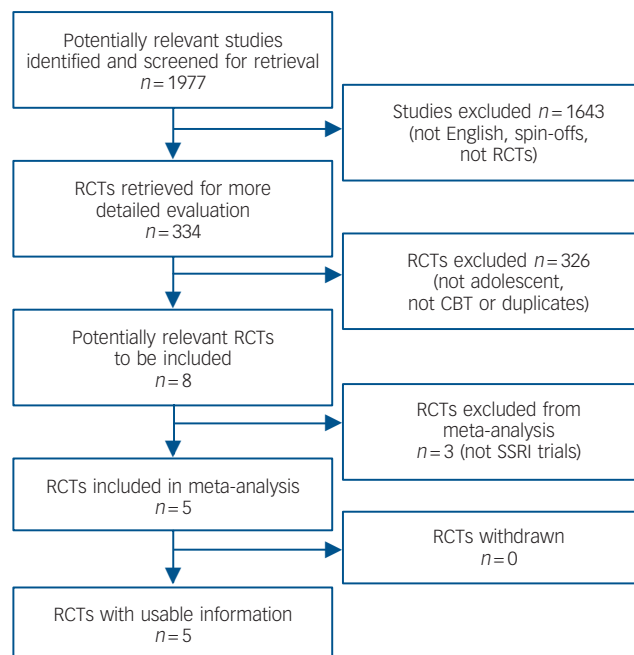 Potentially relevant studies
identified and screened for retrieval
n=1977
Studies excluded n=1643
(not English, spin-offs,
not RCTs)
RCTs retrieved for more
detailed evaluation
n=334
RCTs excluded n=326
(not adolescent,
not CBT or duplicates)
Potentially relevant RCTs
to be included
n=8
RCTs excluded from
meta-analysis
n=3 (not SSRI trials)
RCTs included in meta-analysis
n=5
RCTs withdrawn
n=0
RCTs with usable information
n=5